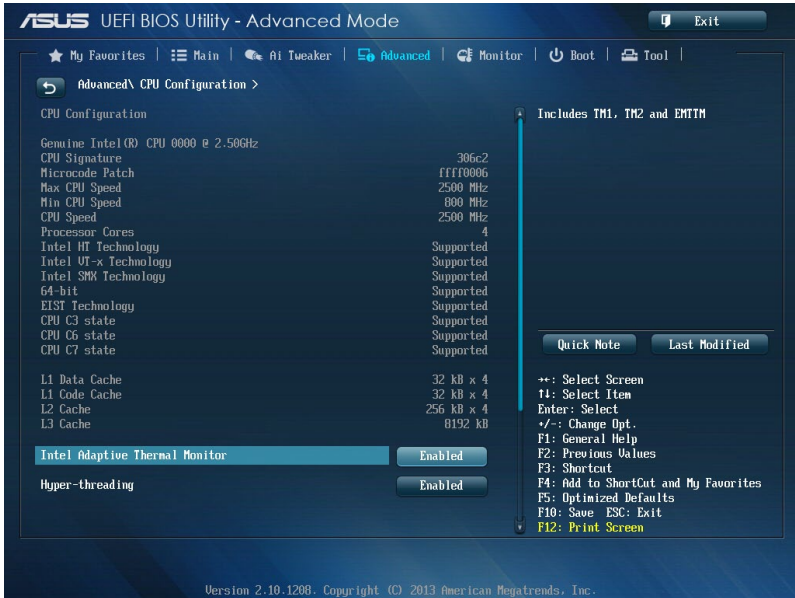 ASUS UEFI BIOS Utility - Advanced Mode Exit
My Favorites | Main | Ai Tweaker | Advanced | Monitor | Boot | Tool |
Advanced\ CPU Configuration >
CPU Configuration
Genuine Intel(R) CPU 0000 @ 2.50GHz
CPU Signature 306c2
Microcode Patch ffff0006
Max CPU Speed 2500 MHz
Min CPU Speed 800 MHz
CPU Speed 2500 MHz
Processor Cores 4
Intel HT Technology Supported
Intel VT-x Technology Supported
Intel SMX Technology Supported
64-bit Supported
EIST Technology Supported
CPU C3 state Supported
CPU C6 state Supported
CPU C7 state Supported
L1 Data Cache 32 kB x 4
L1 Code Cache 32 kB x 4
L2 Cache 256 kB x 4
L3 Cache 8192 kB
Intel Adaptive Thermal Monitor Enabled
Hyper-threading Enabled
Includes TM1, TM2 and EMTTM
Quick Note Last Modified
→←: Select Screen
↑↓: Select Item
Enter: Select
+/-: Change Opt.
F1: General Help
F2: Previous Values
F3: Shortcut
F4: Add to ShortCut and My Favorites
F5: Optimized Defaults
F10: Save ESC: Exit
F12: Print Screen
Version 2.10.1208. Copyright (C) 2013 American Megatrends, Inc.